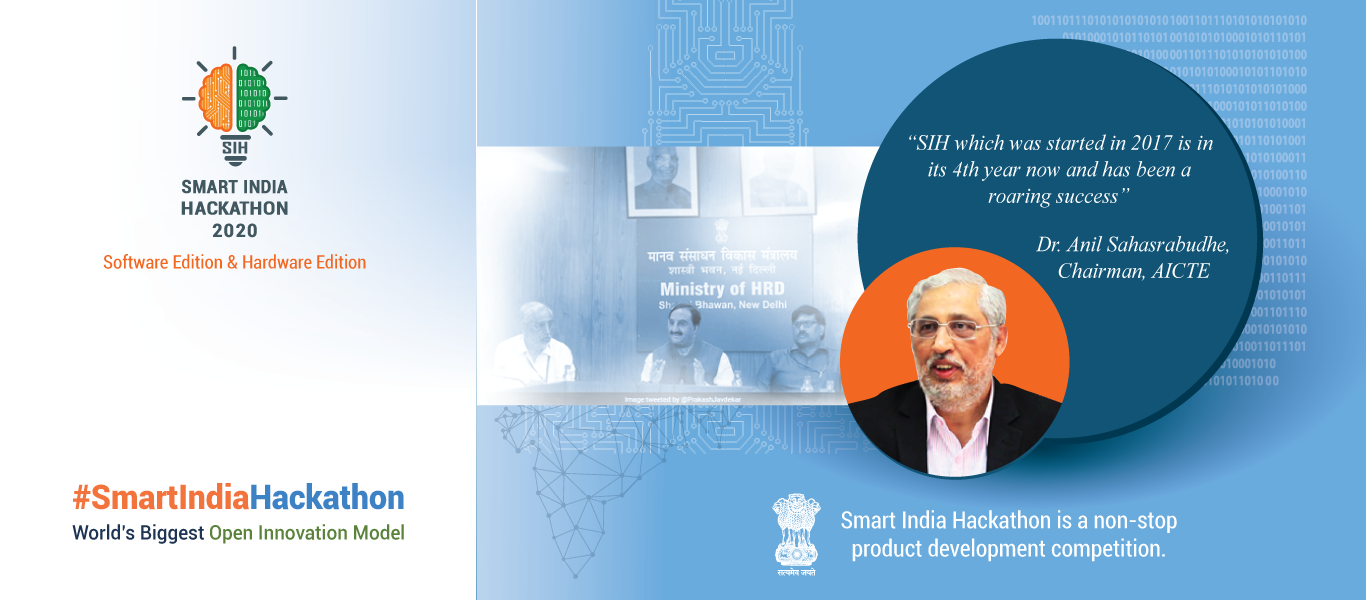 SIH
SMART INDIA
HACKATHON
2020
Software Edition & Hardware Edition
#SmartIndiaHackathon
World's Biggest Open Innovation Model
मानव संसाधन विकास मंत्रालय
शास्त्री भवन, नई दिल्ली
Ministry of HRD
Bhawan, New Delhi
Image tweeted by @PrakashJavdekar
“SIH which was started in 2017 is in
its 4th year now and has been a
roaring success”
Dr. Anil Sahasrabudhe,
Chairman, AICTE
सत्यमेव जयते
Smart India Hackathon is a non-stop
product development competition.